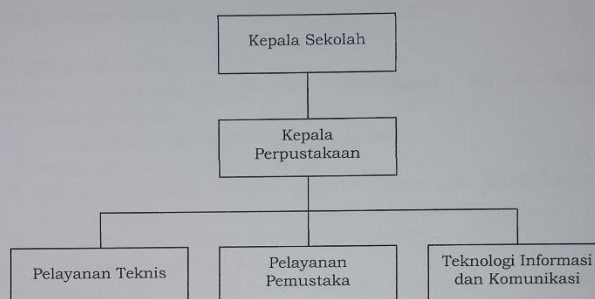 Kepala Sekolah
Kepala
Perpustakaan
Pelayanan Teknis
Pelayanan
Pemustaka
Teknologi Informasi
dan Komunikasi